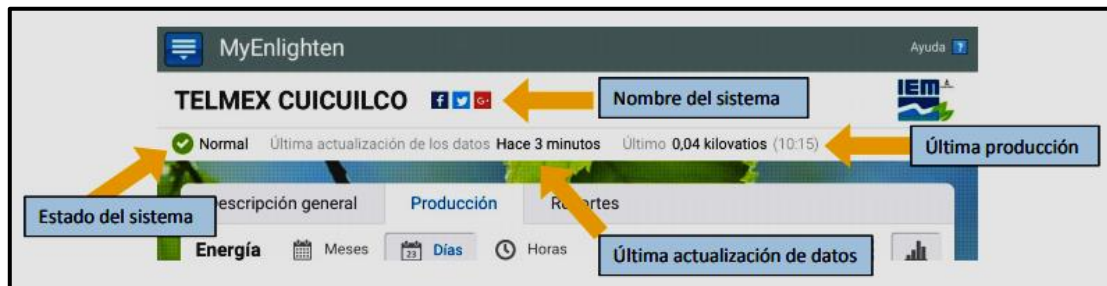 MyEnlighten
Ayuda ?
TELMEX CUICUILCO
Nombre del sistema
IEM
Normal Última actualización de los datos Hace 3 minutos Último 0,04 kilovatios (10:15)
Última producción
Estado del sistema
Descripción general Producción
Energía Meses 23 Días Horas
Última actualización de datos